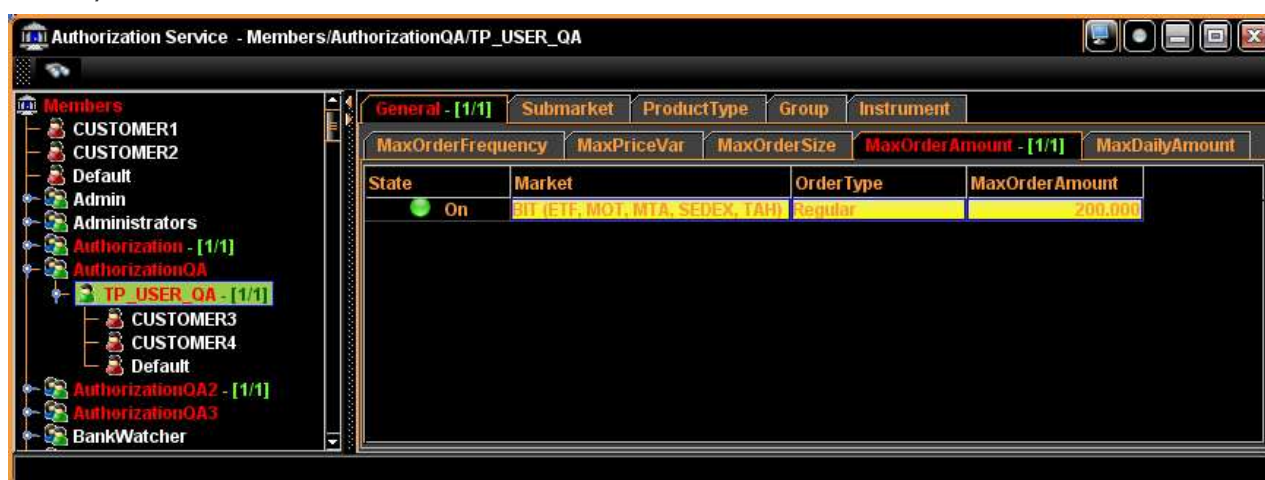 Authorization Service - Members/AuthorizationQA/TP_USER_QA
Members
CUSTOMER1
CUSTOMER2
Default
Admin
Administrators
Authorization - [1/1]
AuthorizationQA
TP_USER_QA - [1/1]
CUSTOMER3
CUSTOMER4
Default
AuthorizationQA2 - [1/1]
AuthorizationQA3
BankWatcher
General - [1/1] Submarket ProductType Group Instrument
MaxOrderFrequency MaxPriceVar MaxOrderSize MaxOrderAmount - [1/1] MaxDailyAmount
State Market OrderType MaxOrderAmount
On BIT (ETF, MOT, MTA, SEDEX, TAH) Regular 200.000